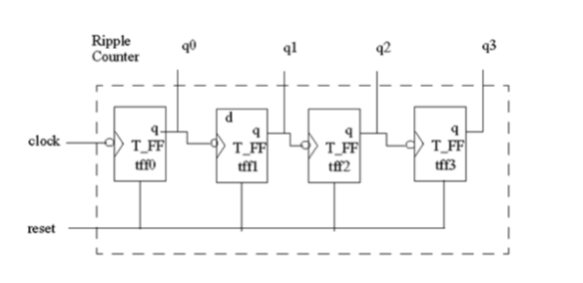 Ripple
Counter
q0
q1
q2
q3
clock
q
T_FF
tff0
d
q
T_FF
tff1
q
T_FF
tff2
q
T_FF
tff3
reset